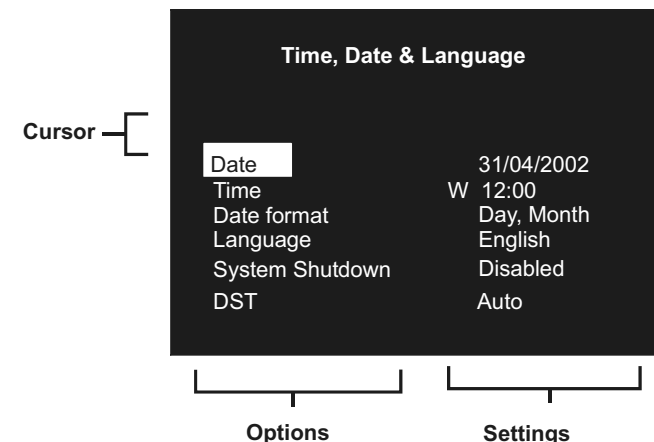 Time, Date & Language
Cursor
Date 31/04/2002
Time W 12:00
Date format Day, Month
Language English
System Shutdown Disabled
DST Auto
Options Settings